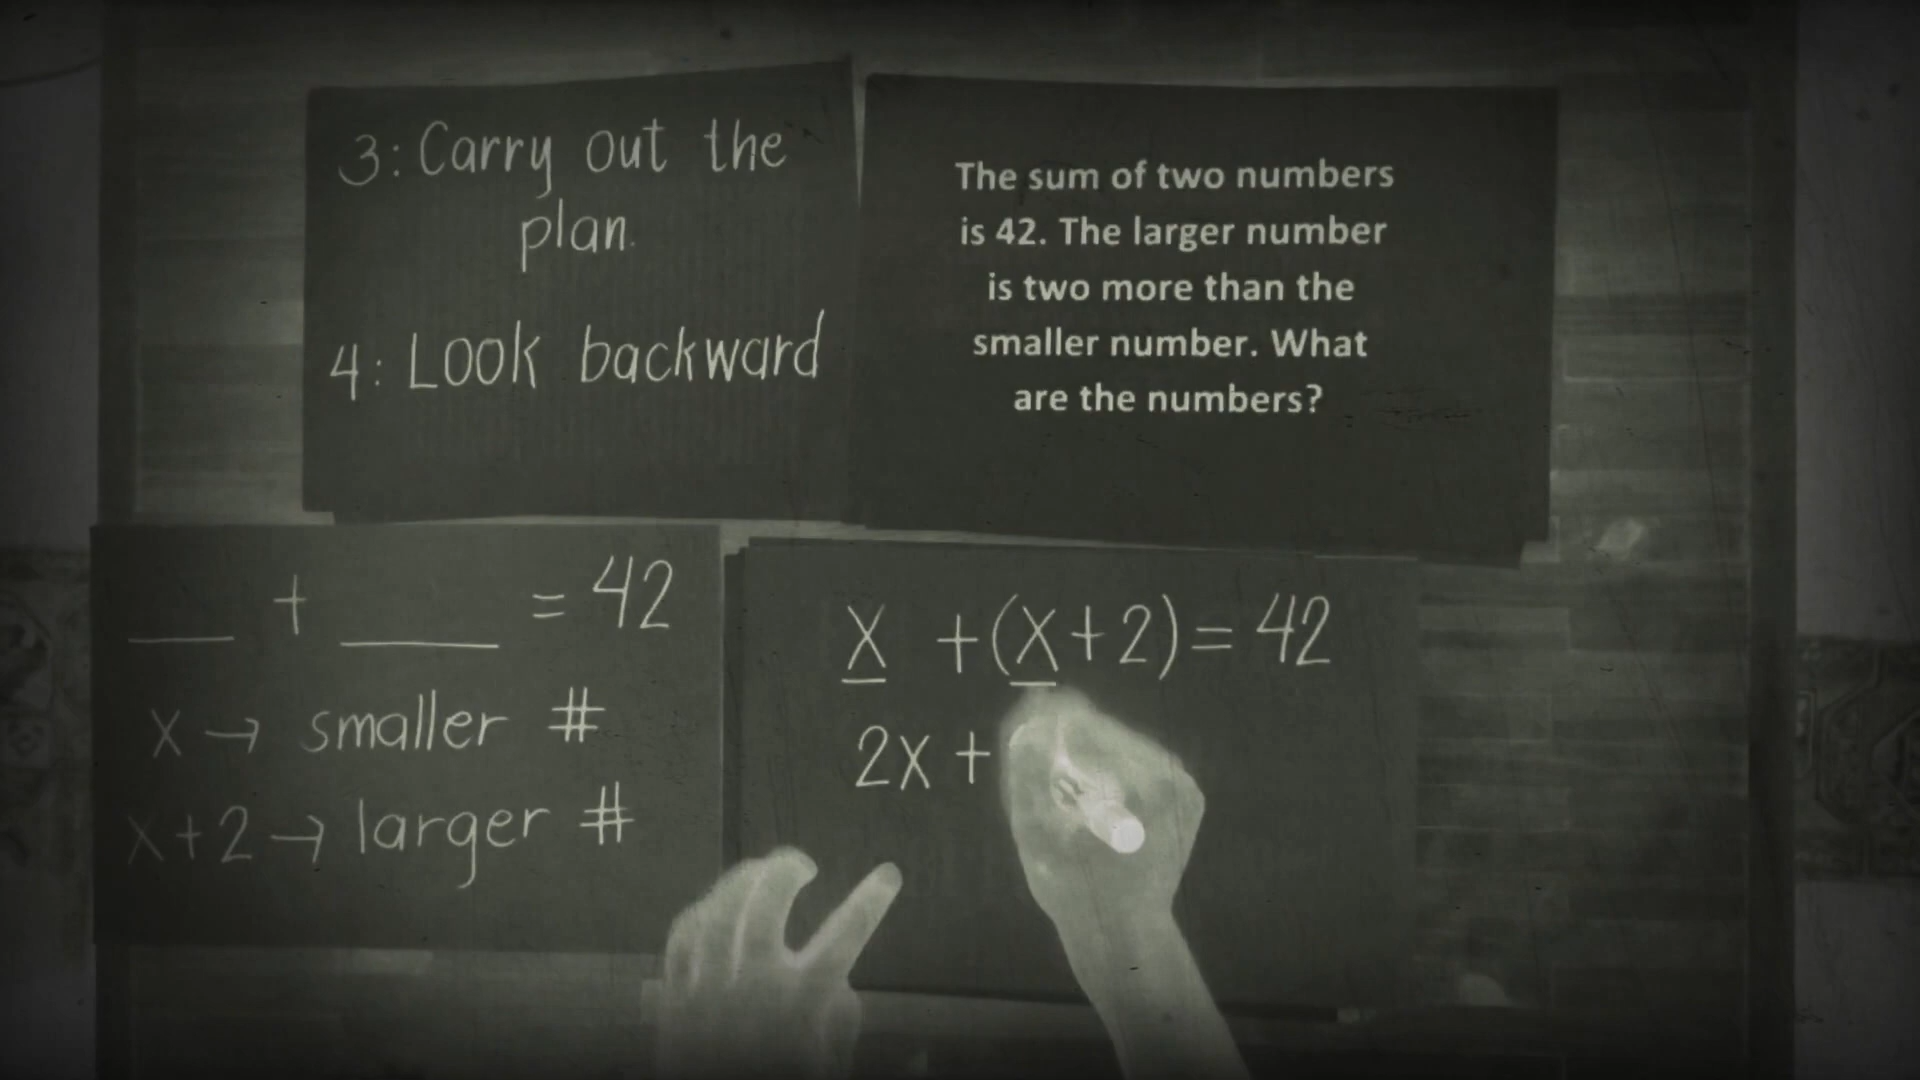 3: Carry out the
plan.
4: Look backward
The sum of two numbers
is 42. The larger number
is two more than the
smaller number. What
are the numbers?
__ + ___ = 42
x → smaller #
x+2 → larger #
x + (x+2) = 42
2x +